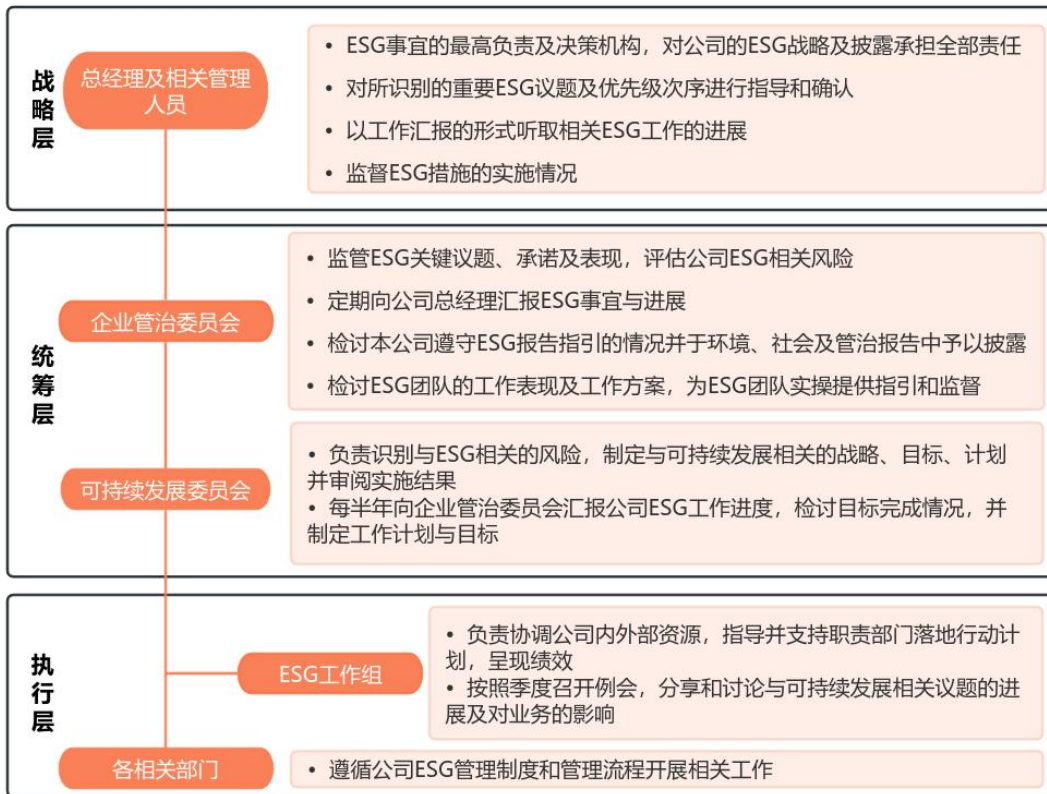 战略层
总经理及相关管理
人员
• ESG事宜的最高负责及决策机构，对公司的ESG战略及披露承担全部责任
• 对所识别的重要ESG议题及优先级次序进行指导和确认
• 以工作汇报的形式听取相关ESG工作的进展
• 监督ESG措施的实施情况
统筹层
企业管治委员会
• 监管ESG关键议题、承诺及表现，评估公司ESG相关风险
• 定期向公司总经理汇报ESG事宜与进展
• 检讨本公司遵守ESG报告指引的情况并于环境、社会及管治报告中予以披露
• 检讨ESG团队的工作表现及工作方案，为ESG团队实操提供指引和监督
可持续发展委员会
• 负责识别与ESG相关的风险，制定与可持续发展相关的战略、目标、计划
并审阅实施结果
• 每半年向企业管治委员会汇报公司ESG工作进度，检讨目标完成情况，并
制定工作计划与目标
执行层
ESG工作组
• 负责协调公司内外部资源，指导并支持职责部门落地行动计
划，呈现绩效
• 按照季度召开例会，分享和讨论与可持续发展相关议题的进
展及对业务的影响
各相关部门
• 遵循公司ESG管理制度和管理流程开展相关工作